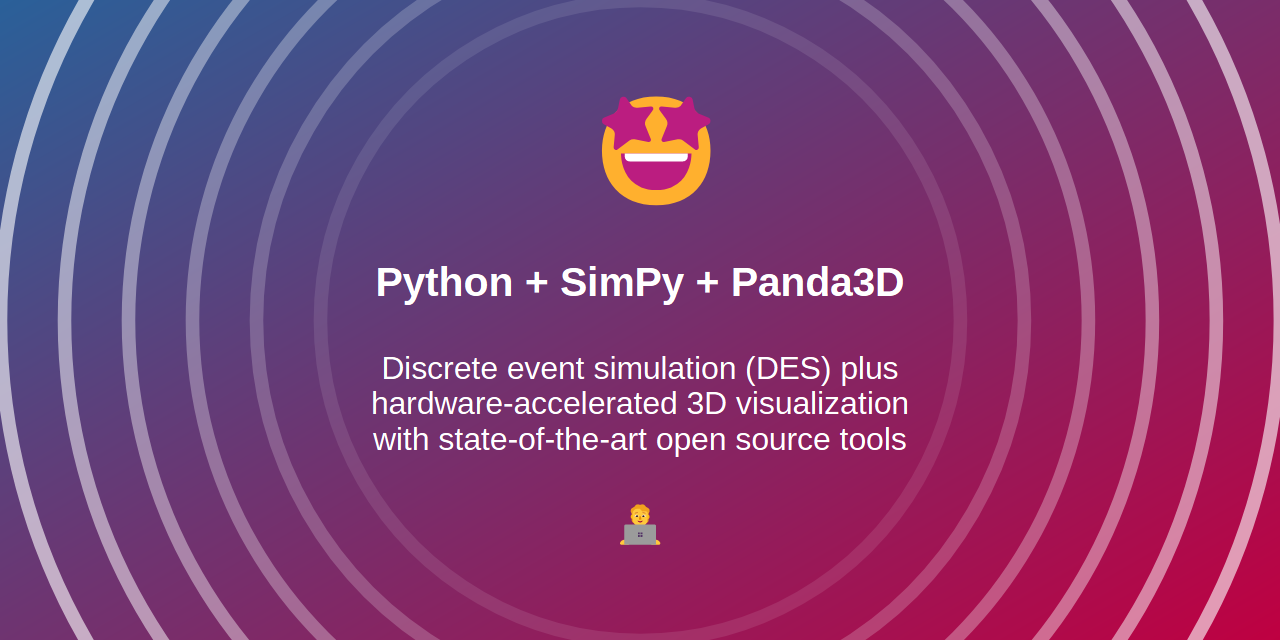 Python + SimPy + Panda3D
Discrete event simulation (DES) plus
hardware-accelerated 3D visualization
with state-of-the-art open source tools